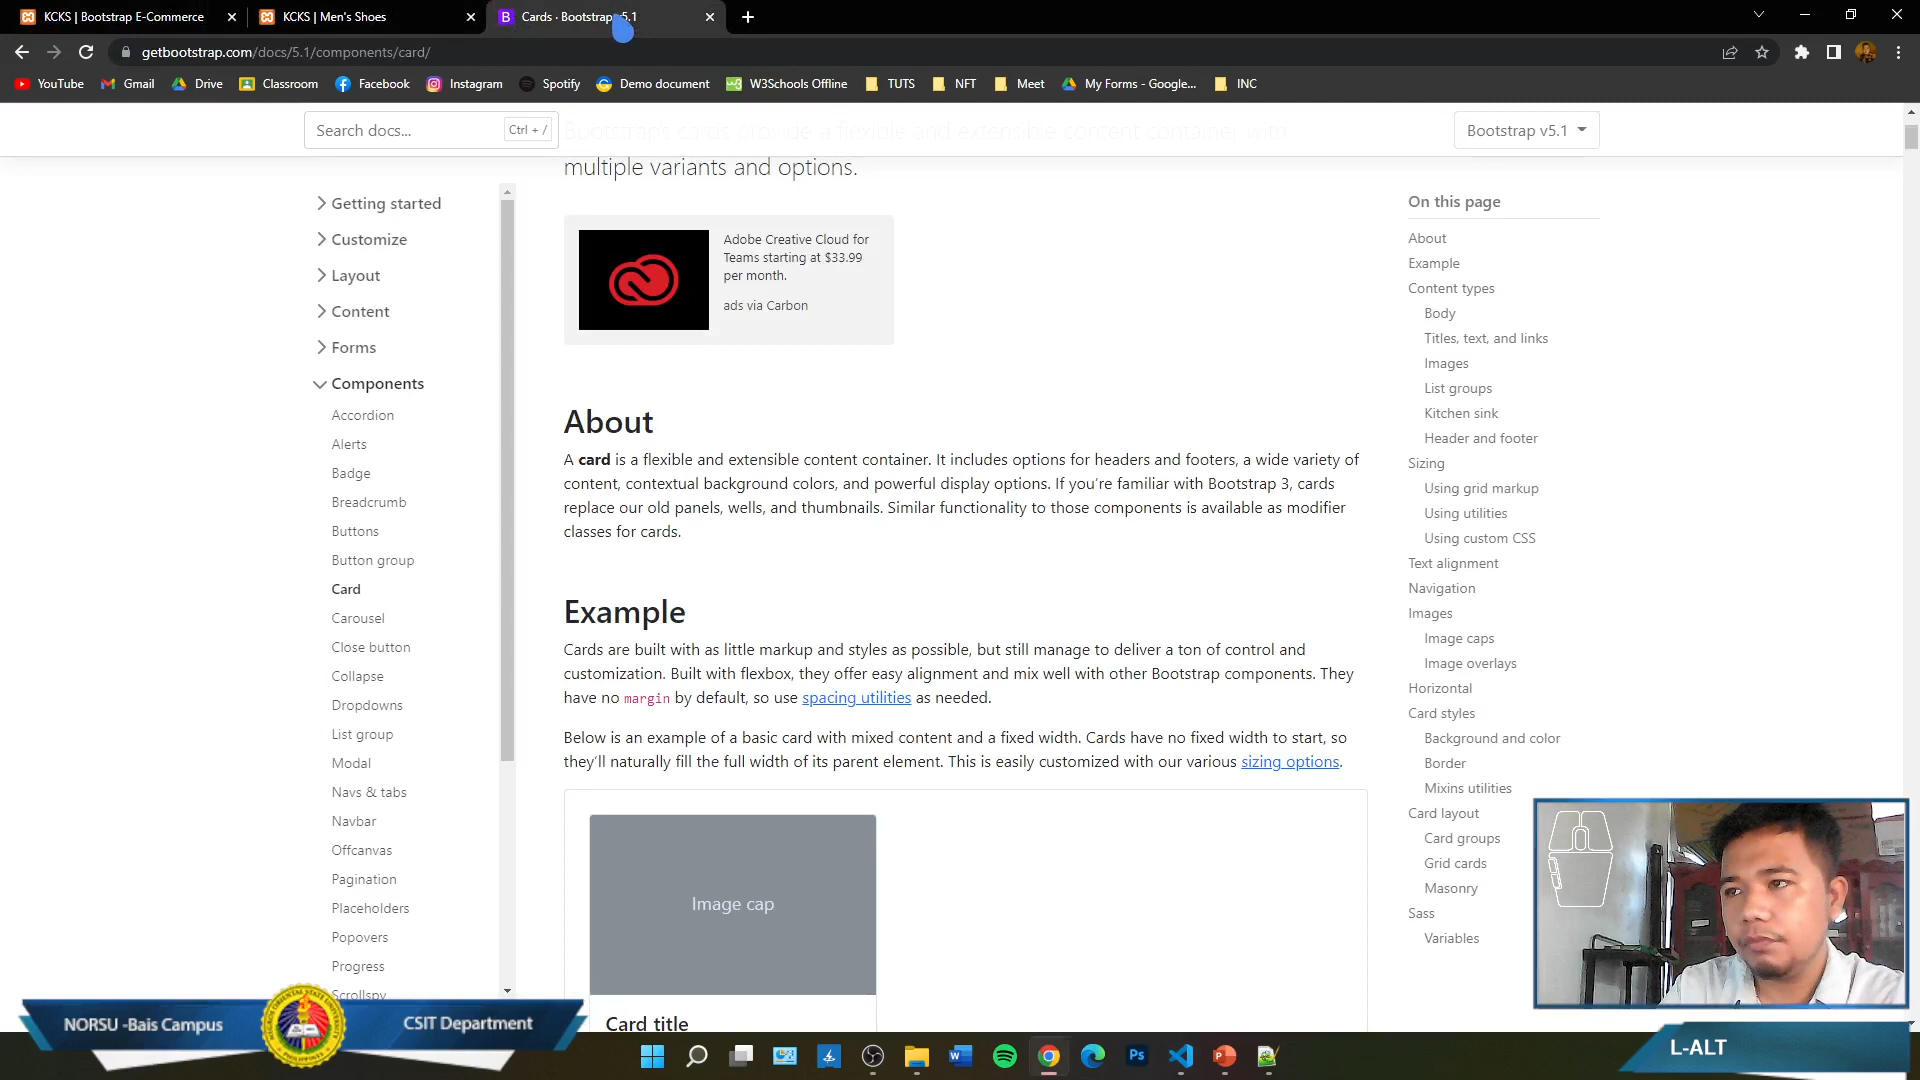 KCKS | Bootstrap E-Commerce
KCKS | Men's Shoes
Cards · Bootstrap v5.1
getbootstrap.com/docs/5.1/components/card/
YouTube
Gmail
Drive
Classroom
Facebook
Instagram
Spotify
Demo document
W3Schools Offline
TUTS
NFT
Meet
My Forms - Google...
INC
Search docs...
Ctrl + /
Bootstrap's cards provide a flexible and extensible content container with
multiple variants and options.
Bootstrap v5.1
Getting started
Customize
Layout
Content
Forms
Components
Accordion
Alerts
Badge
Breadcrumb
Buttons
Button group
Card
Carousel
Close button
Collapse
Dropdowns
List group
Modal
Navs & tabs
Navbar
Offcanvas
Pagination
Placeholders
Popovers
Progress
Scrollspy
Adobe Creative Cloud for
Teams starting at $33.99
per month.
ads via Carbon
About
A card is a flexible and extensible content container. It includes options for headers and footers, a wide variety of
content, contextual background colors, and powerful display options. If you're familiar with Bootstrap 3, cards
replace our old panels, wells, and thumbnails. Similar functionality to those components is available as modifier
classes for cards.
Example
Cards are built with as little markup and styles as possible, but still manage to deliver a ton of control and
customization. Built with flexbox, they offer easy alignment and mix well with other Bootstrap components. They
have no margin by default, so use spacing utilities as needed.
Below is an example of a basic card with mixed content and a fixed width. Cards have no fixed width to start, so
they'll naturally fill the full width of its parent element. This is easily customized with our various sizing options.
Image cap
Card title
On this page
About
Example
Content types
Body
Titles, text, and links
Images
List groups
Kitchen sink
Header and footer
Sizing
Using grid markup
Using utilities
Using custom CSS
Text alignment
Navigation
Images
Image caps
Image overlays
Horizontal
Card styles
Background and color
Border
Mixins utilities
Card layout
Card groups
Grid cards
Masonry
Sass
Variables
NORSU -Bais Campus
CSIT Department
L-ALT